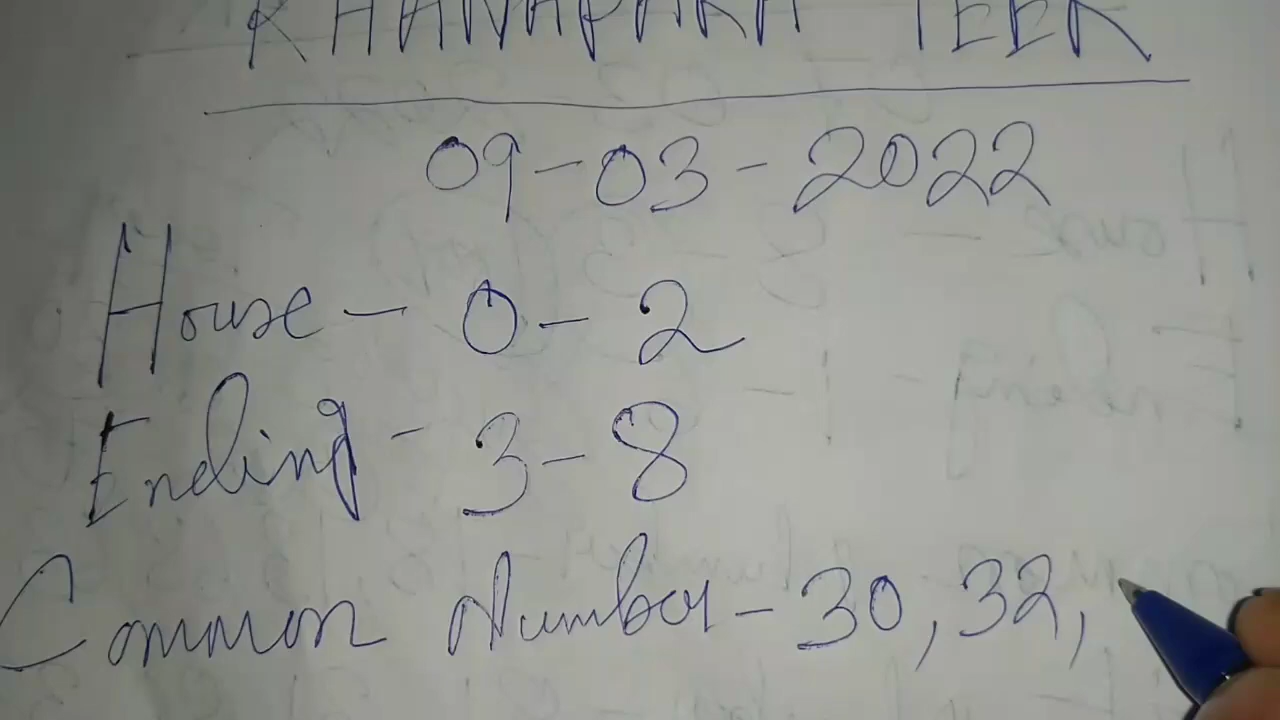 KHANAPARA TEER
09-03-2022
House - 0 - 2
Ending - 3 - 8
Common Number - 30, 32,